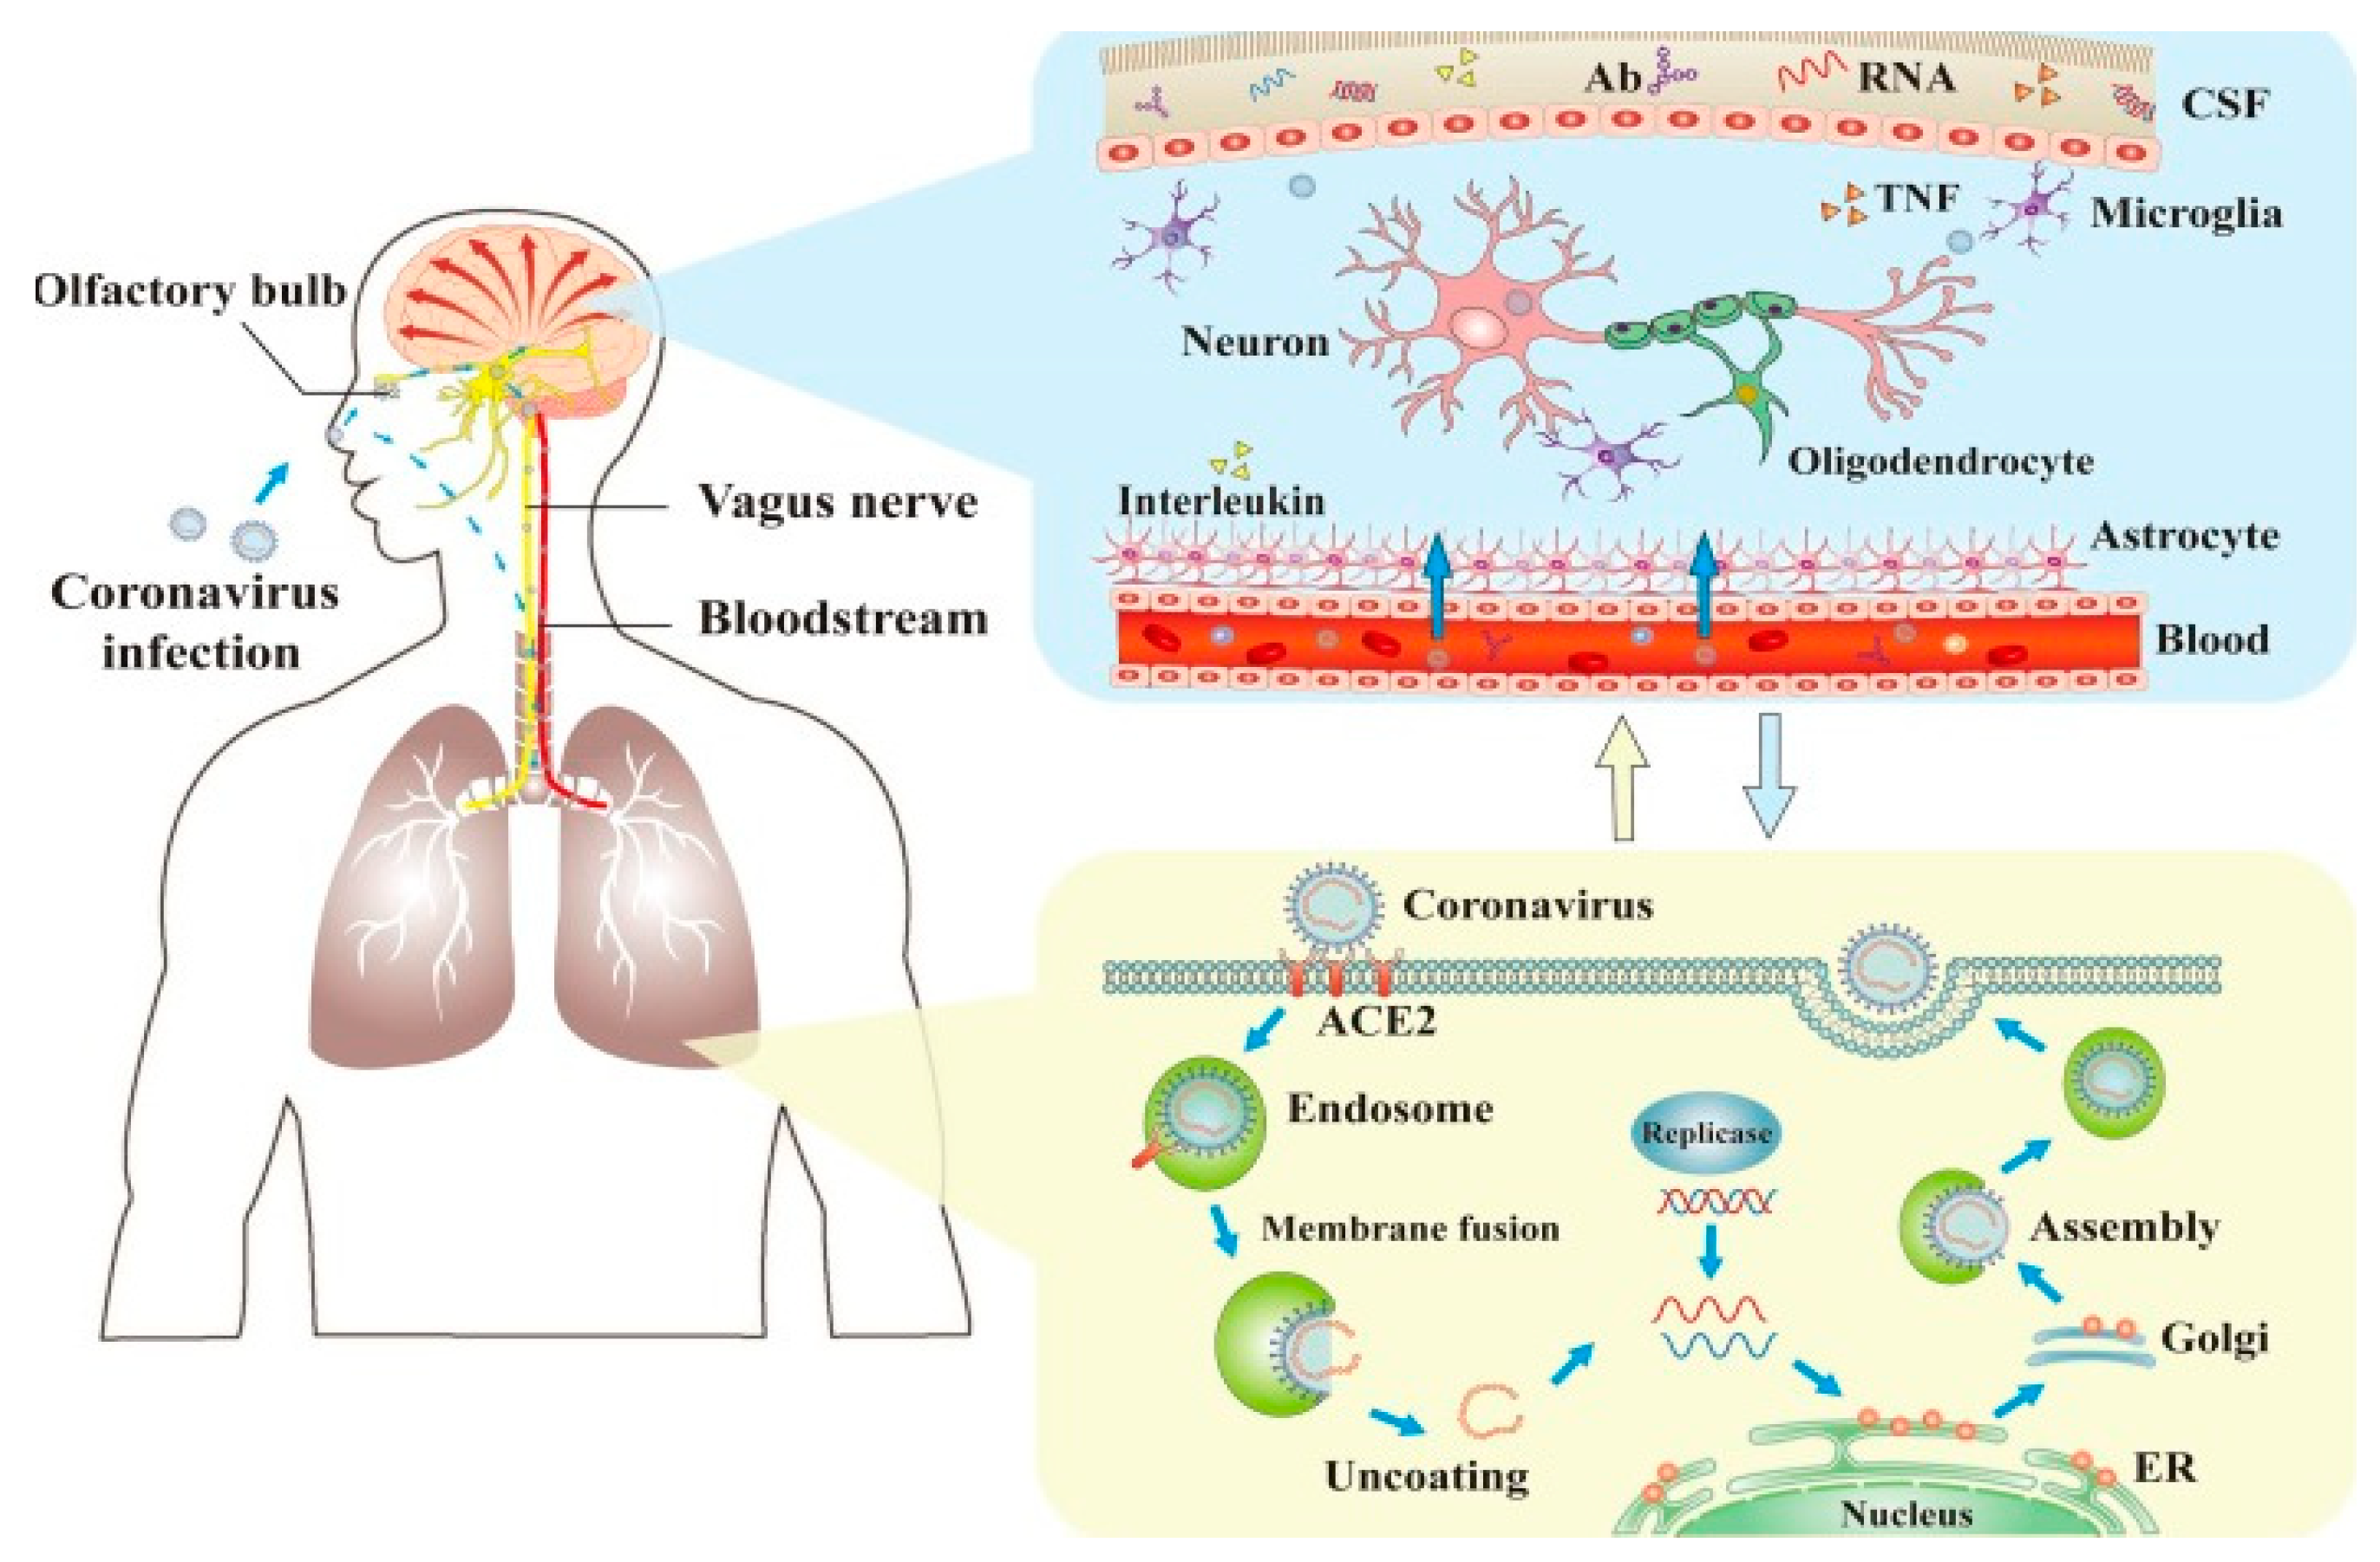 Olfactory bulb
Coronavirus
infection
Vagus nerve
Bloodstream
Ab
RNA
CSF
TNF
Microglia
Neuron
Oligodendrocyte
Interleukin
Astrocyte
Blood
Coronavirus
ACE2
Endosome
Replicase
Membrane fusion
Assembly
Golgi
Uncoating
ER
Nucleus